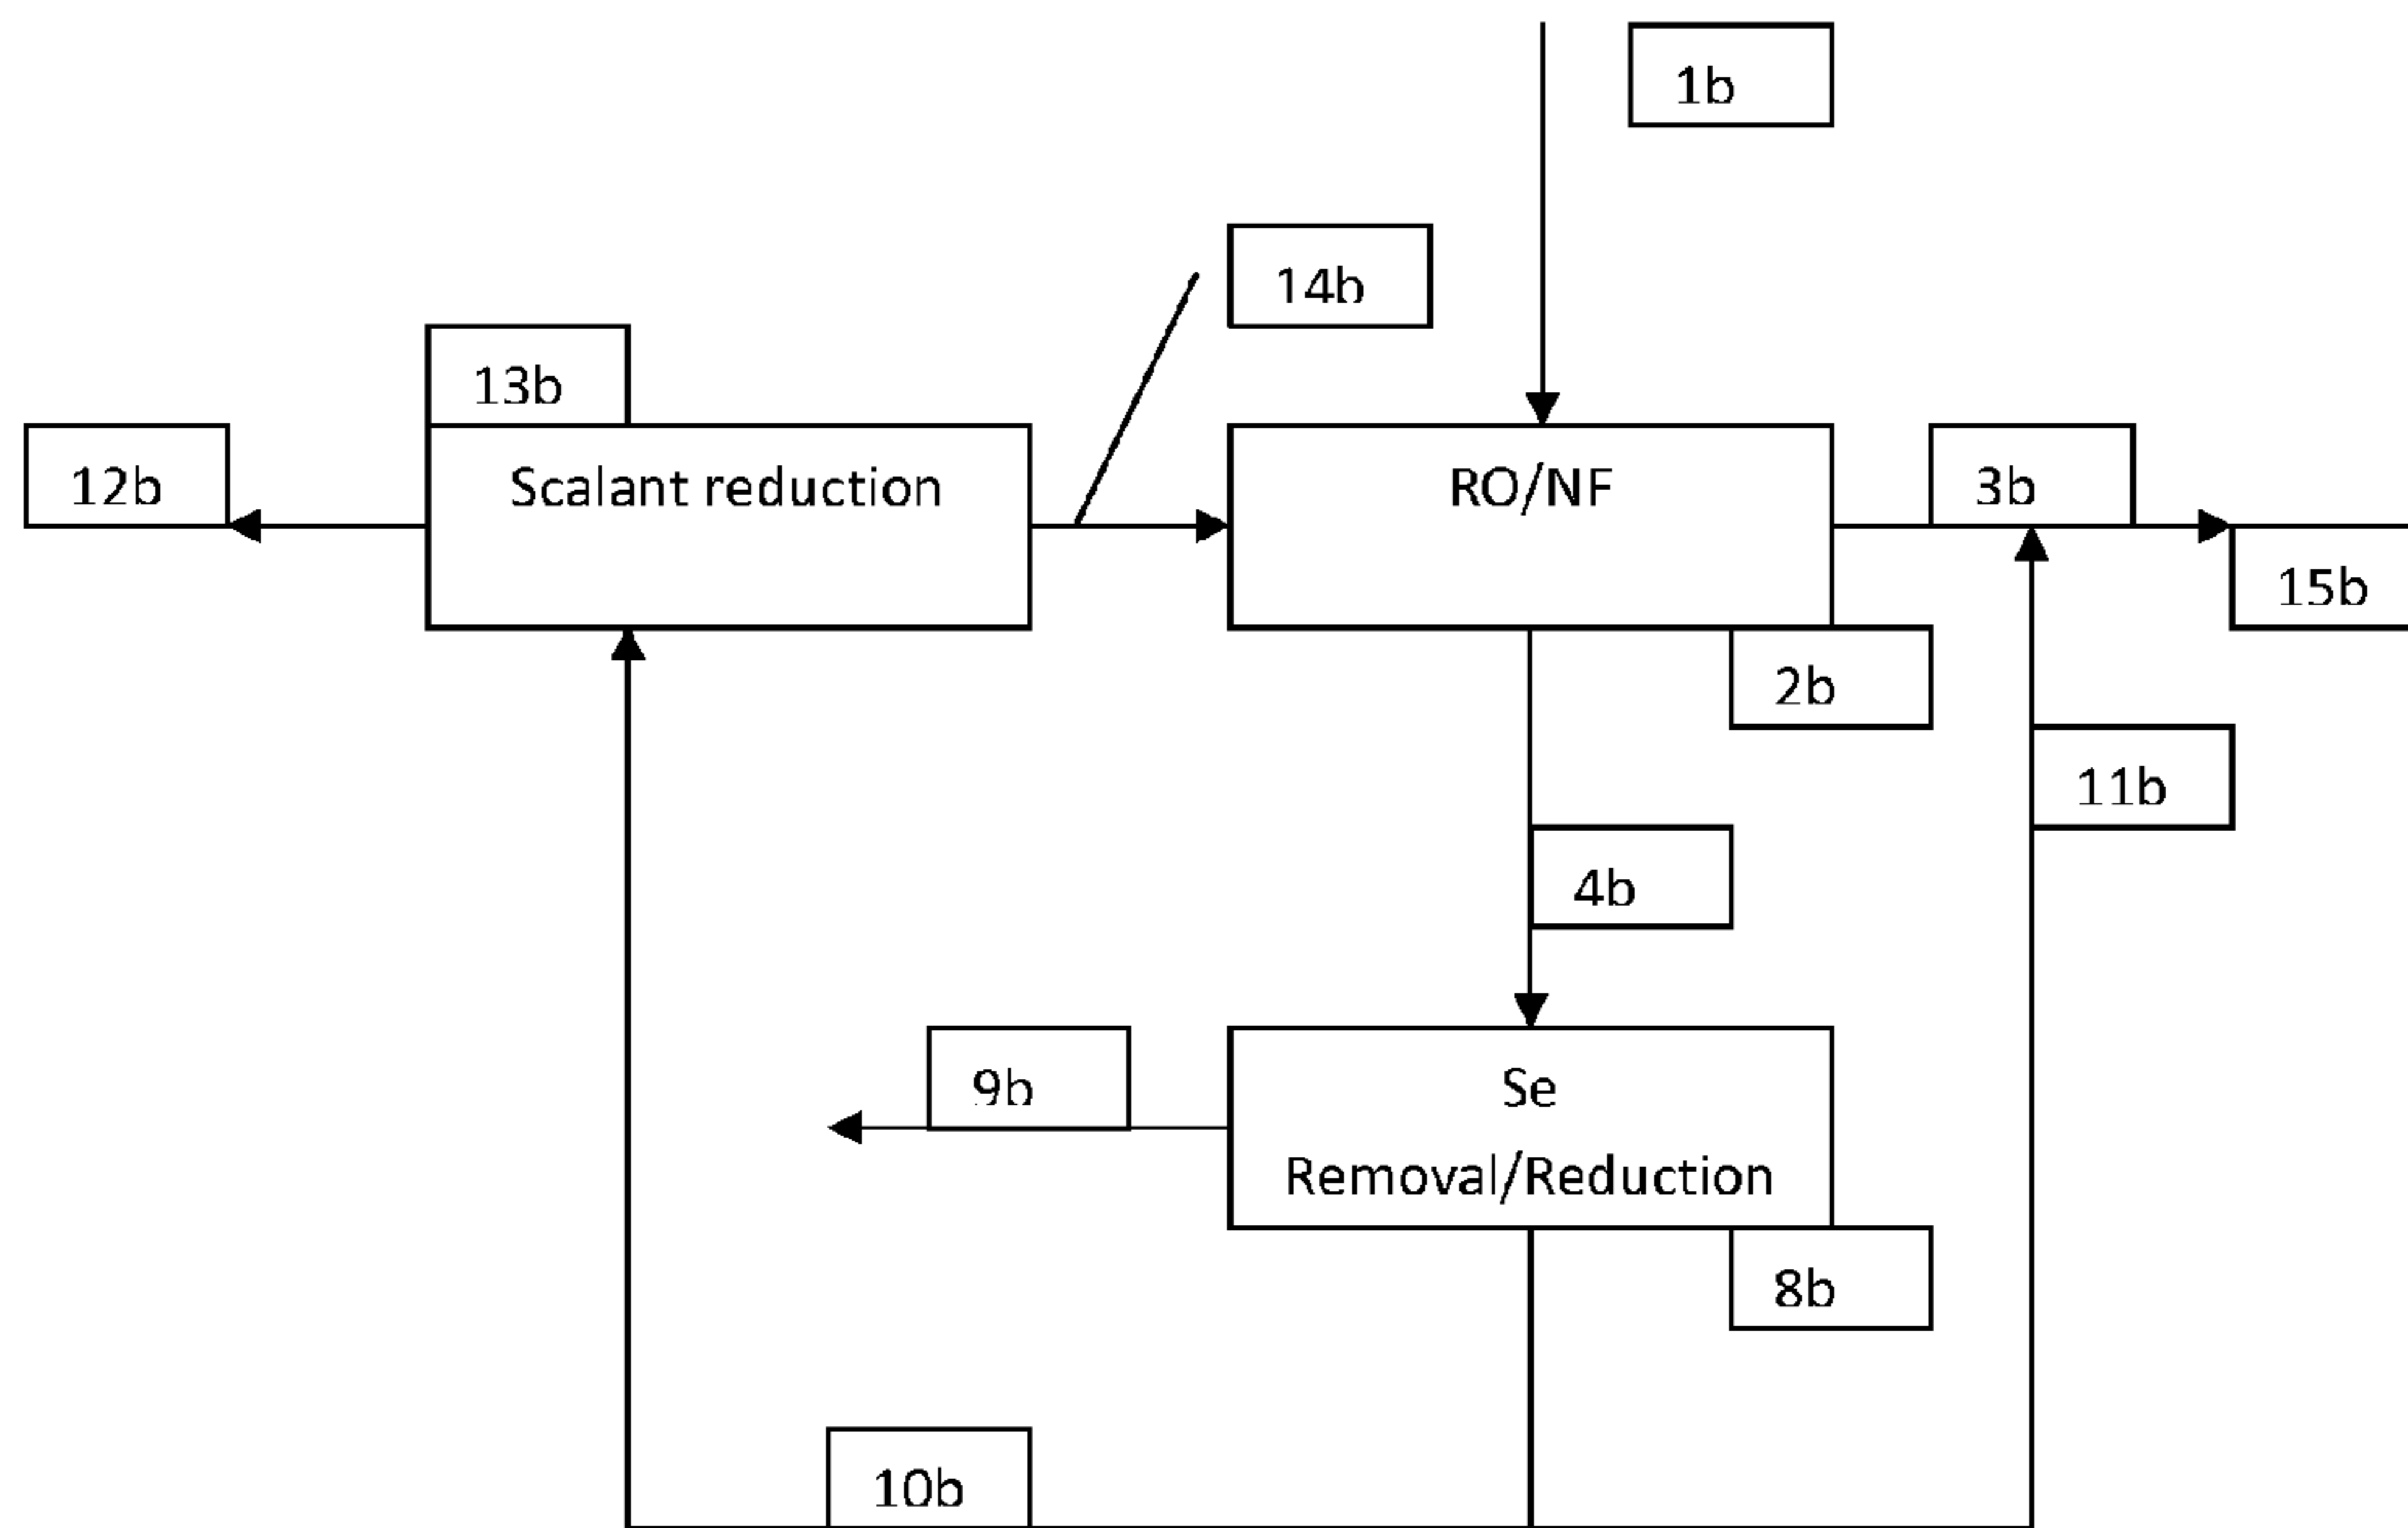 1b
14b
13b
12b
Scalant reduction
RO/NF
3b
15b
2b
11b
4b
9b
Se
Removal/Reduction
8b
10b